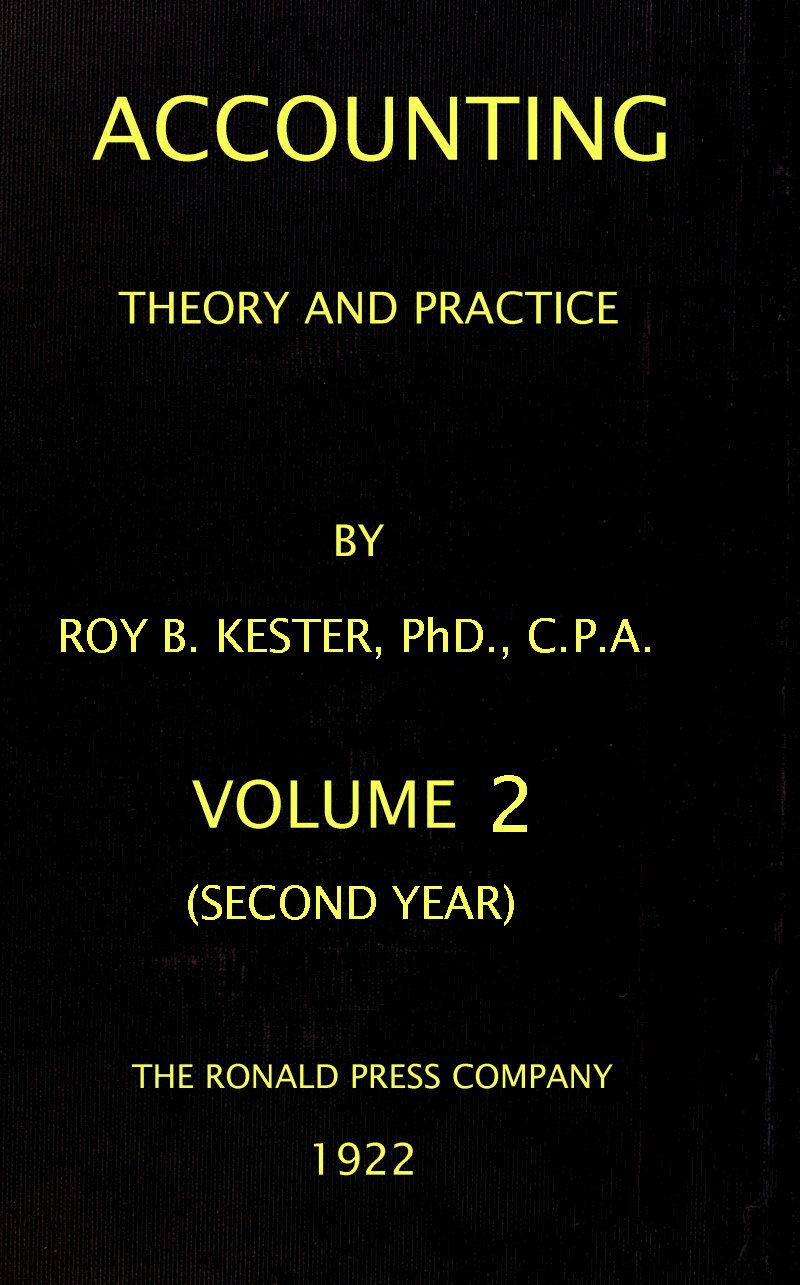 ACCOUNTING
THEORY AND PRACTICE
BY
ROY B. KESTER, PhD., C.P.A.
VOLUME 2
(SECOND YEAR)
THE RONALD PRESS COMPANY
1922